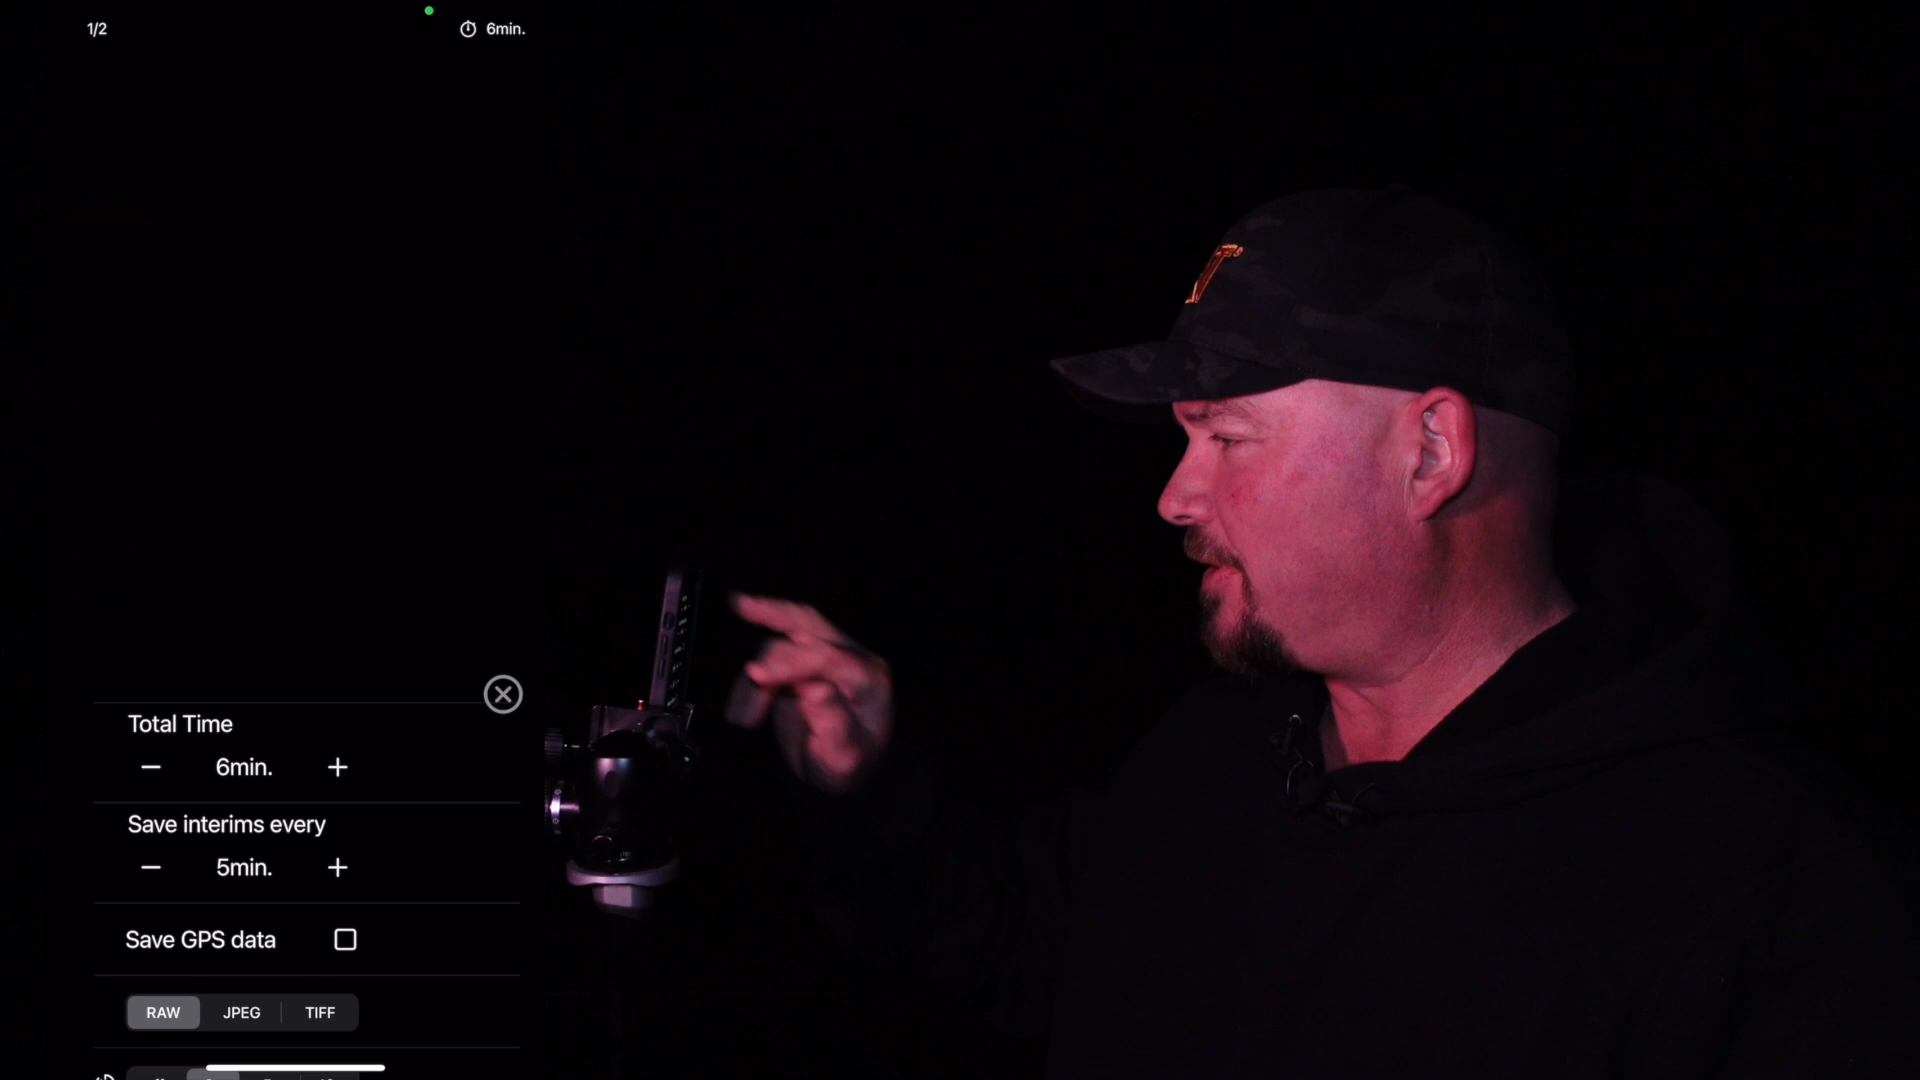 1/2
6min.
Total Time
6min.
Save interims every
5min.
Save GPS data
RAW JPEG TIFF